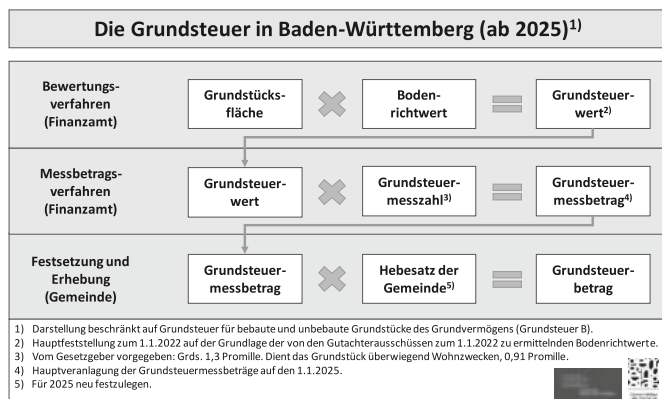 Die Grundsteuer in Baden-Württemberg (ab 2025)1)
Bewertungs-
verfahren
(Finanzamt)
Grundstücks-
fläche
Boden-
richtwert
Grundsteuer-
wert2)
Messbetrags-
verfahren
(Finanzamt)
Grundsteuer-
wert
Grundsteuer-
messzahl3)
Grundsteuer-
messbetrag4)
Festsetzung und
Erhebung
(Gemeinde)
Grundsteuer-
messbetrag
Hebesatz der
Gemeinde5)
Grundsteuer-
betrag
1) Darstellung beschränkt auf Grundsteuer für bebaute und unbebaute Grundstücke des Grundvermögens (Grundsteuer B).
2) Hauptfeststellung zum 1.1.2022 auf der Grundlage der von den Gutachterausschüssen zum 1.1.2022 zu ermittelnden Bodenrichtwerte.
3) Vom Gesetzgeber vorgegeben: Grds. 1,3 Promille. Dient das Grundstück überwiegend Wohnzwecken, 0,91 Promille.
4) Hauptveranlagung der Grundsteuermessbeträge auf den 1.1.2025.
5) Für 2025 neu festzulegen.